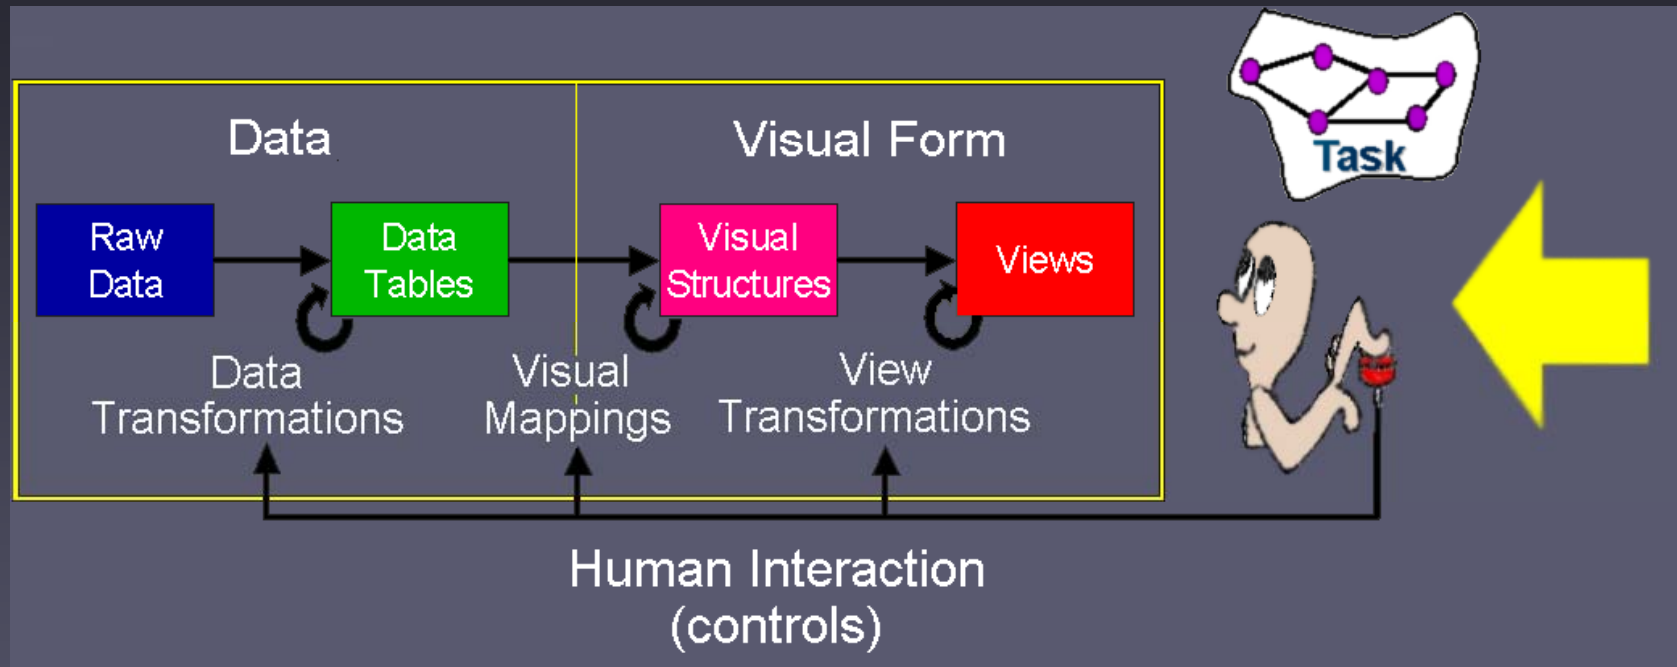 Task
Data
Visual Form
Raw
Data
Data
Tables
Visual
Structures
Views
Data
Transformations
Visual
Mappings
View
Transformations
Human Interaction
(controls)